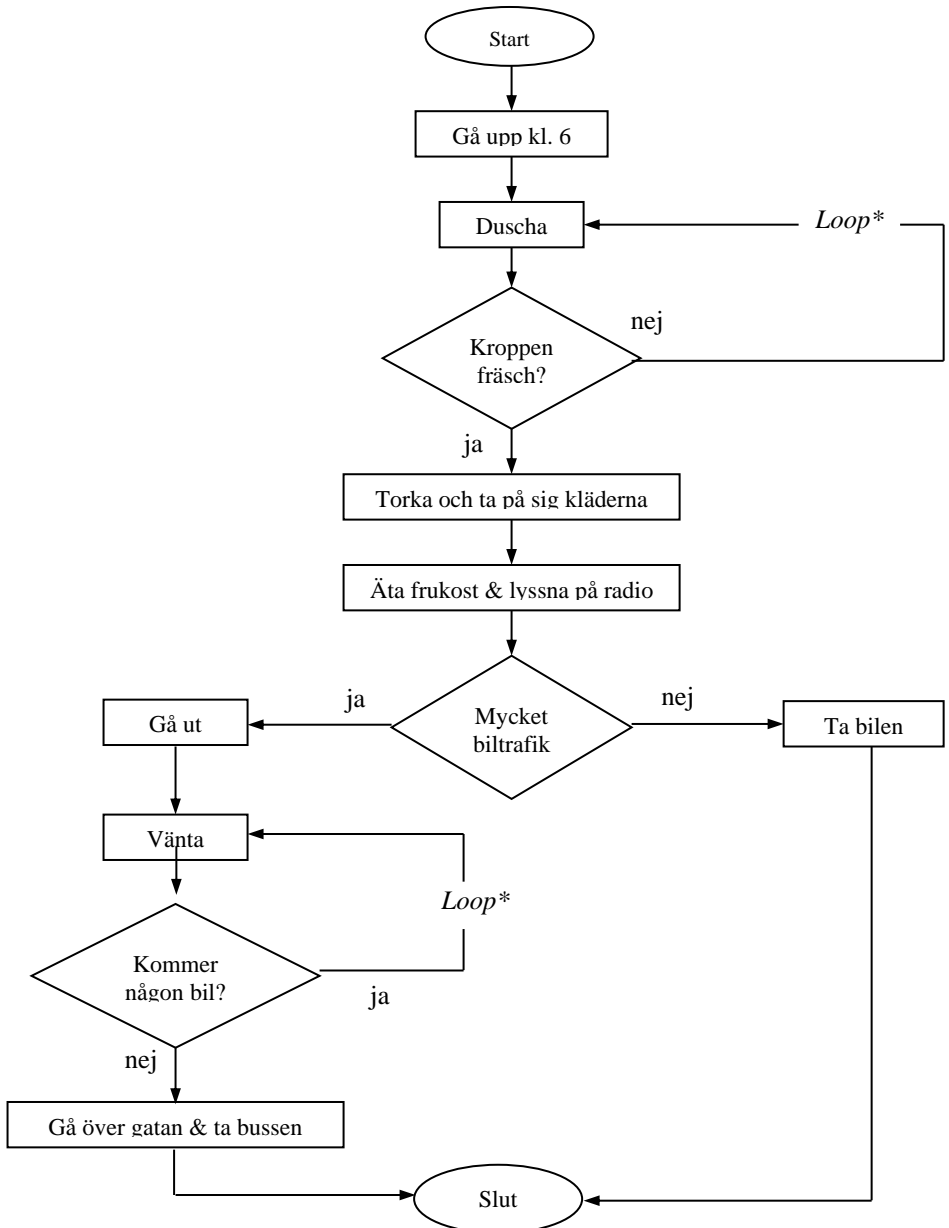 Start
Gå upp kl. 6
Duscha
Loop*
nej
Kroppen
fräsch?
ja
Torka och ta på sig kläderna
Äta frukost & lyssna på radio
ja
Mycket
biltrafik
nej
Gå ut
Ta bilen
Vänta
Loop*
Kommer
någon bil?
ja
nej
Gå över gatan & ta bussen
Slut